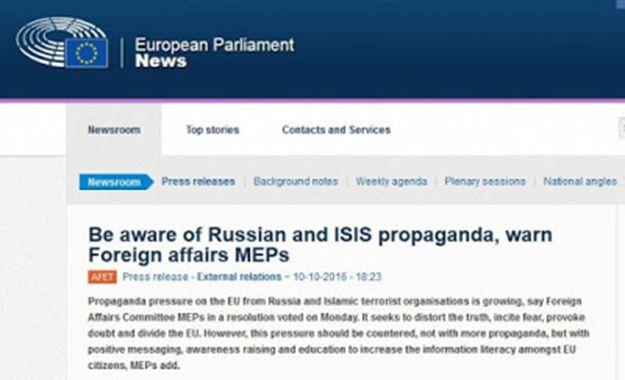 European Parliament
News
Newsroom Top stories Contacts and Services
Newsroom Press releases Background notes Weekly agenda Plenary sessions National angles
Be aware of Russian and ISIS propaganda, warn
Foreign affairs MEPs
AFET Press release - External relations − 10-10-2016 - 18:23
Propaganda pressure on the EU from Russia and Islamic terrorist organisations is growing, say Foreign
Affairs Committee MEPs in a resolution voted on Monday. It seeks to distort the truth, incite fear, provoke
doubt and divide the EU. However, this pressure should be countered, not with more propaganda, but with
positive messaging, awareness raising and education to increase the information literacy amongst EU
citizens, MEPs add.